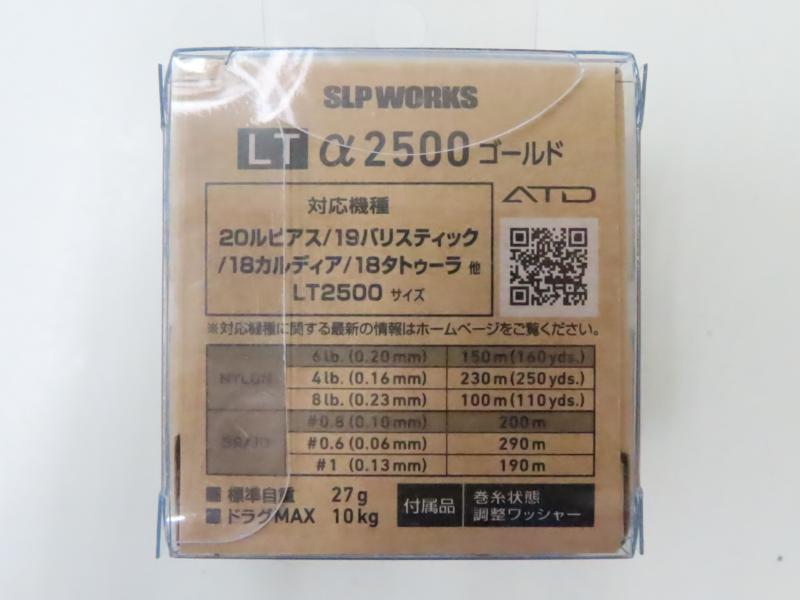 SLP WORKS
LT α2500 ゴールド
ATD
対応機種
20ルビアス/19バリスティック
/18カルディア/18タトゥーラ 他
LT2500 サイズ
※対応機種に関する最新の情報はホームページをご覧ください。
NYLON 6lb.(0.20mm) 150m(160yds.)
4lb.(0.16mm) 230m(250yds.)
8lb.(0.23mm) 100m(110yds.)
BRAID #0.8(0.10mm) 200m
#0.6(0.06mm) 290m
#1 (0.13mm) 190m
■ 標準自重 27g
■ ドラグMAX 10kg
付属品 巻糸状態
調整ワッシャー